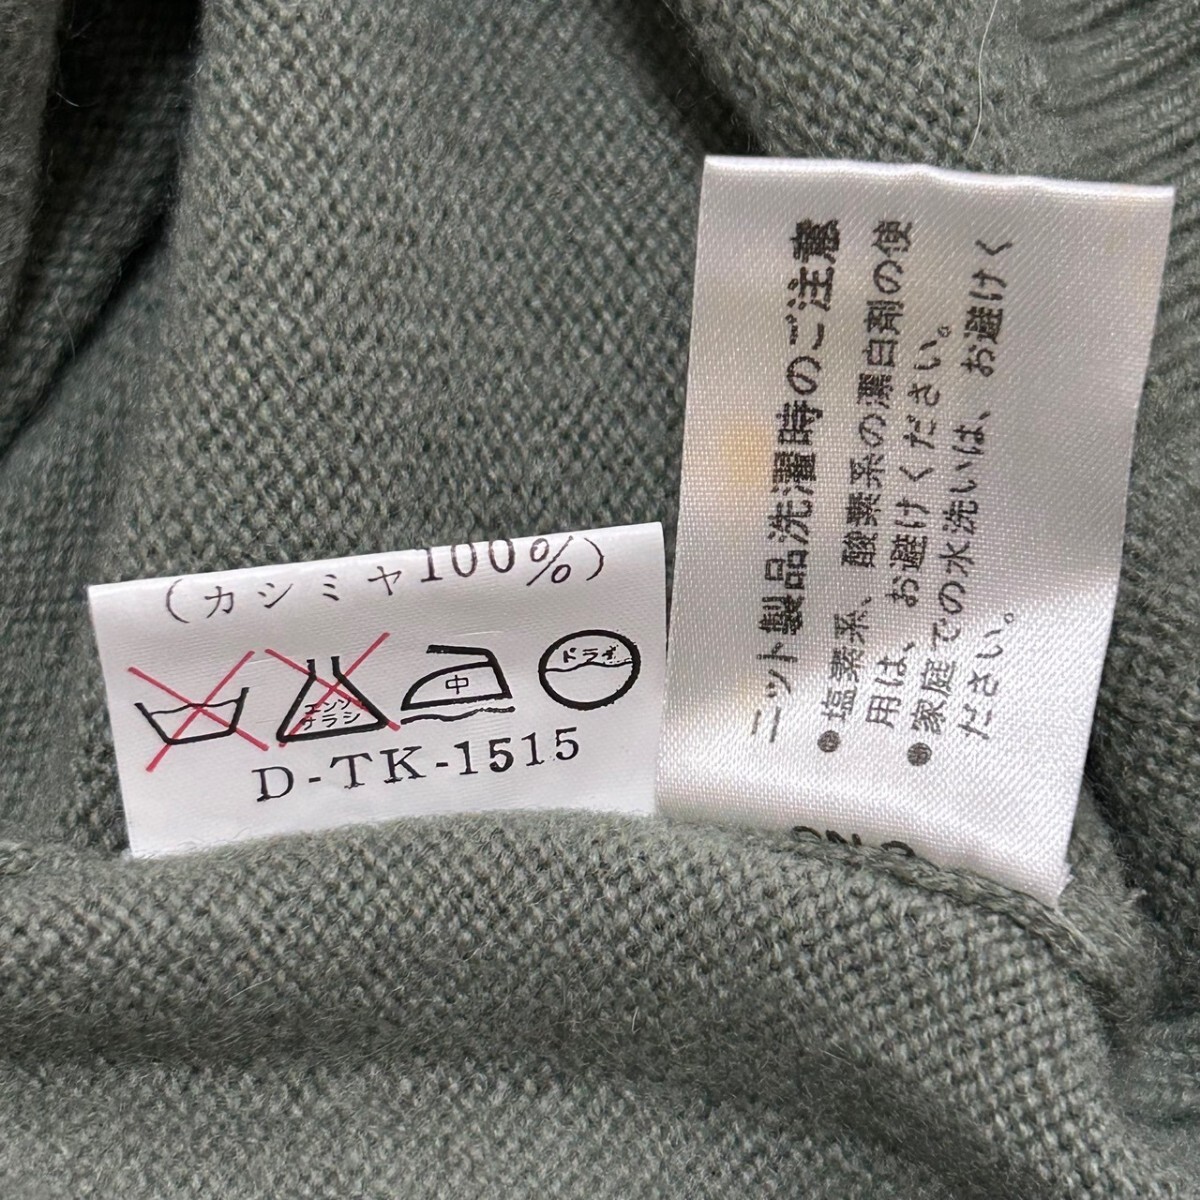 (カシミヤ100%)
エンソ
サラシ
中
ドライ
D-TK-1515
ニット製品洗濯時のご注意
●塩素系、酸素系の漂白剤の使
用は、お避けください。
●家庭での水洗いは、お避けく
ださい。